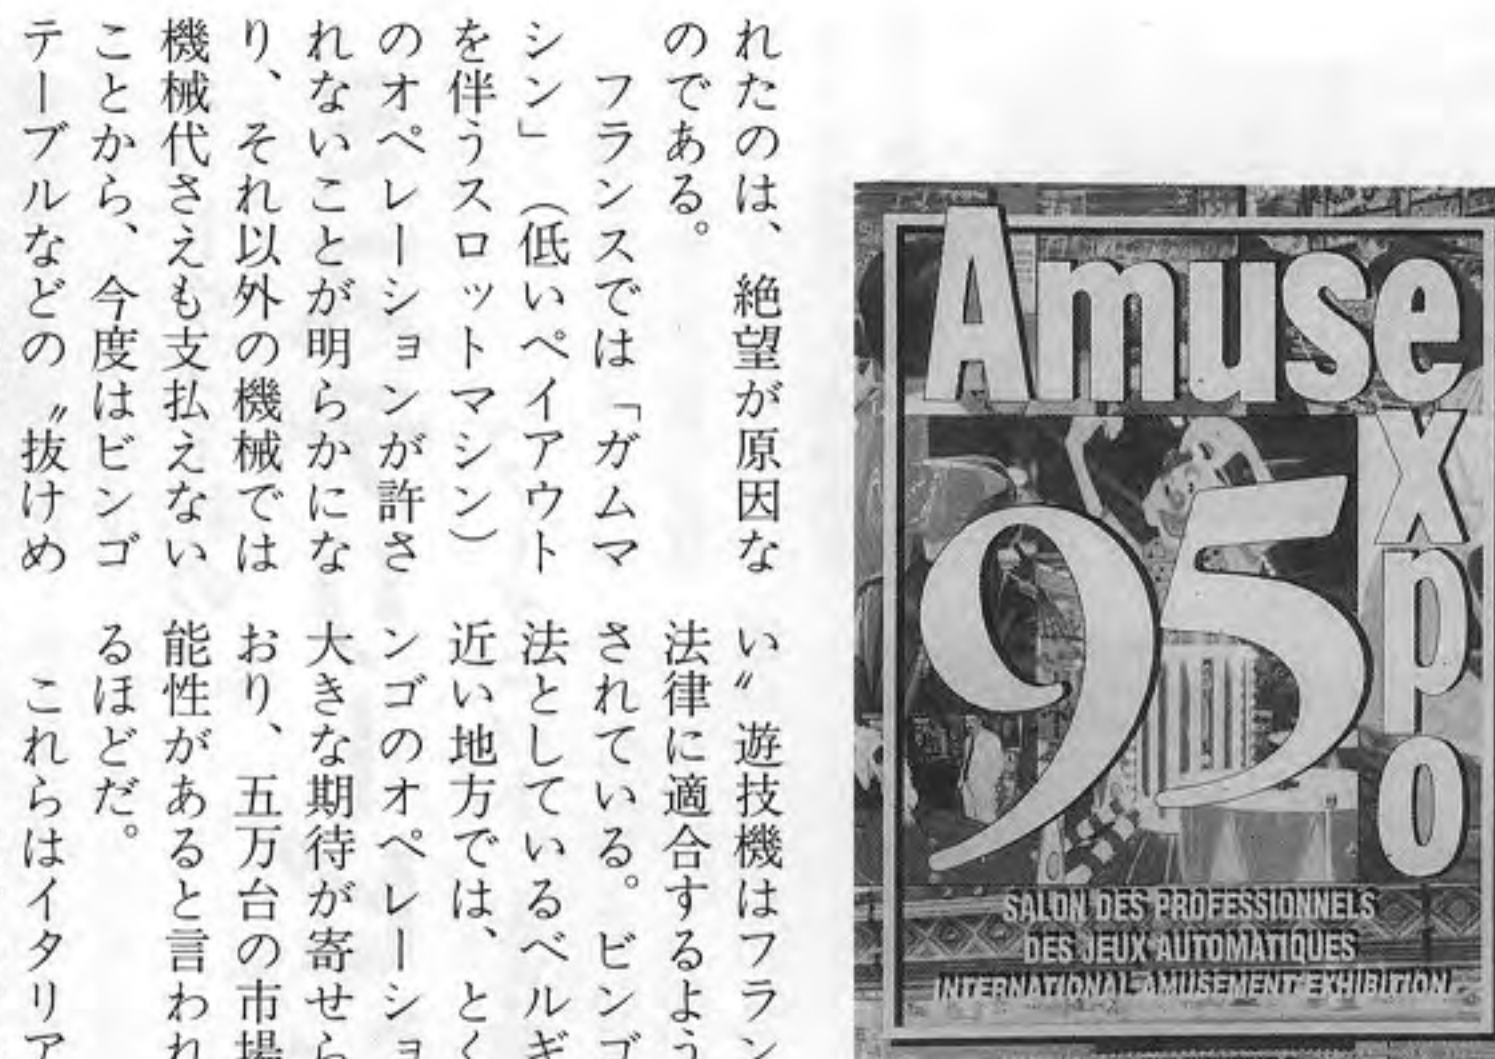 れたのは、絶望が原因な
のである。
フランスでは「ガムマ
シン」（低いペイアウト
を伴うスロットマシン）
のオペレーションが許さ
れないことが明らかにな
り、それ以外の機械では
機械代さえも支払えない
ことから、今度はビンゴ
テーブルなどの〝抜けめ
い〟遊技機はフラン
法律に適合するよう
されている。ビンゴ
法としているベルギ
近い地方では、とく
ンゴのオペレーショ
大きな期待が寄せら
おり、五万台の市場
能性があると言われ
るほどだ。
これらはイタリア
Amusexpo
95
SALON DES PROFESSIONNELS
DES JEUX AUTOMATIQUES
INTERNATIONAL AMUSEMENT EXHIBITION